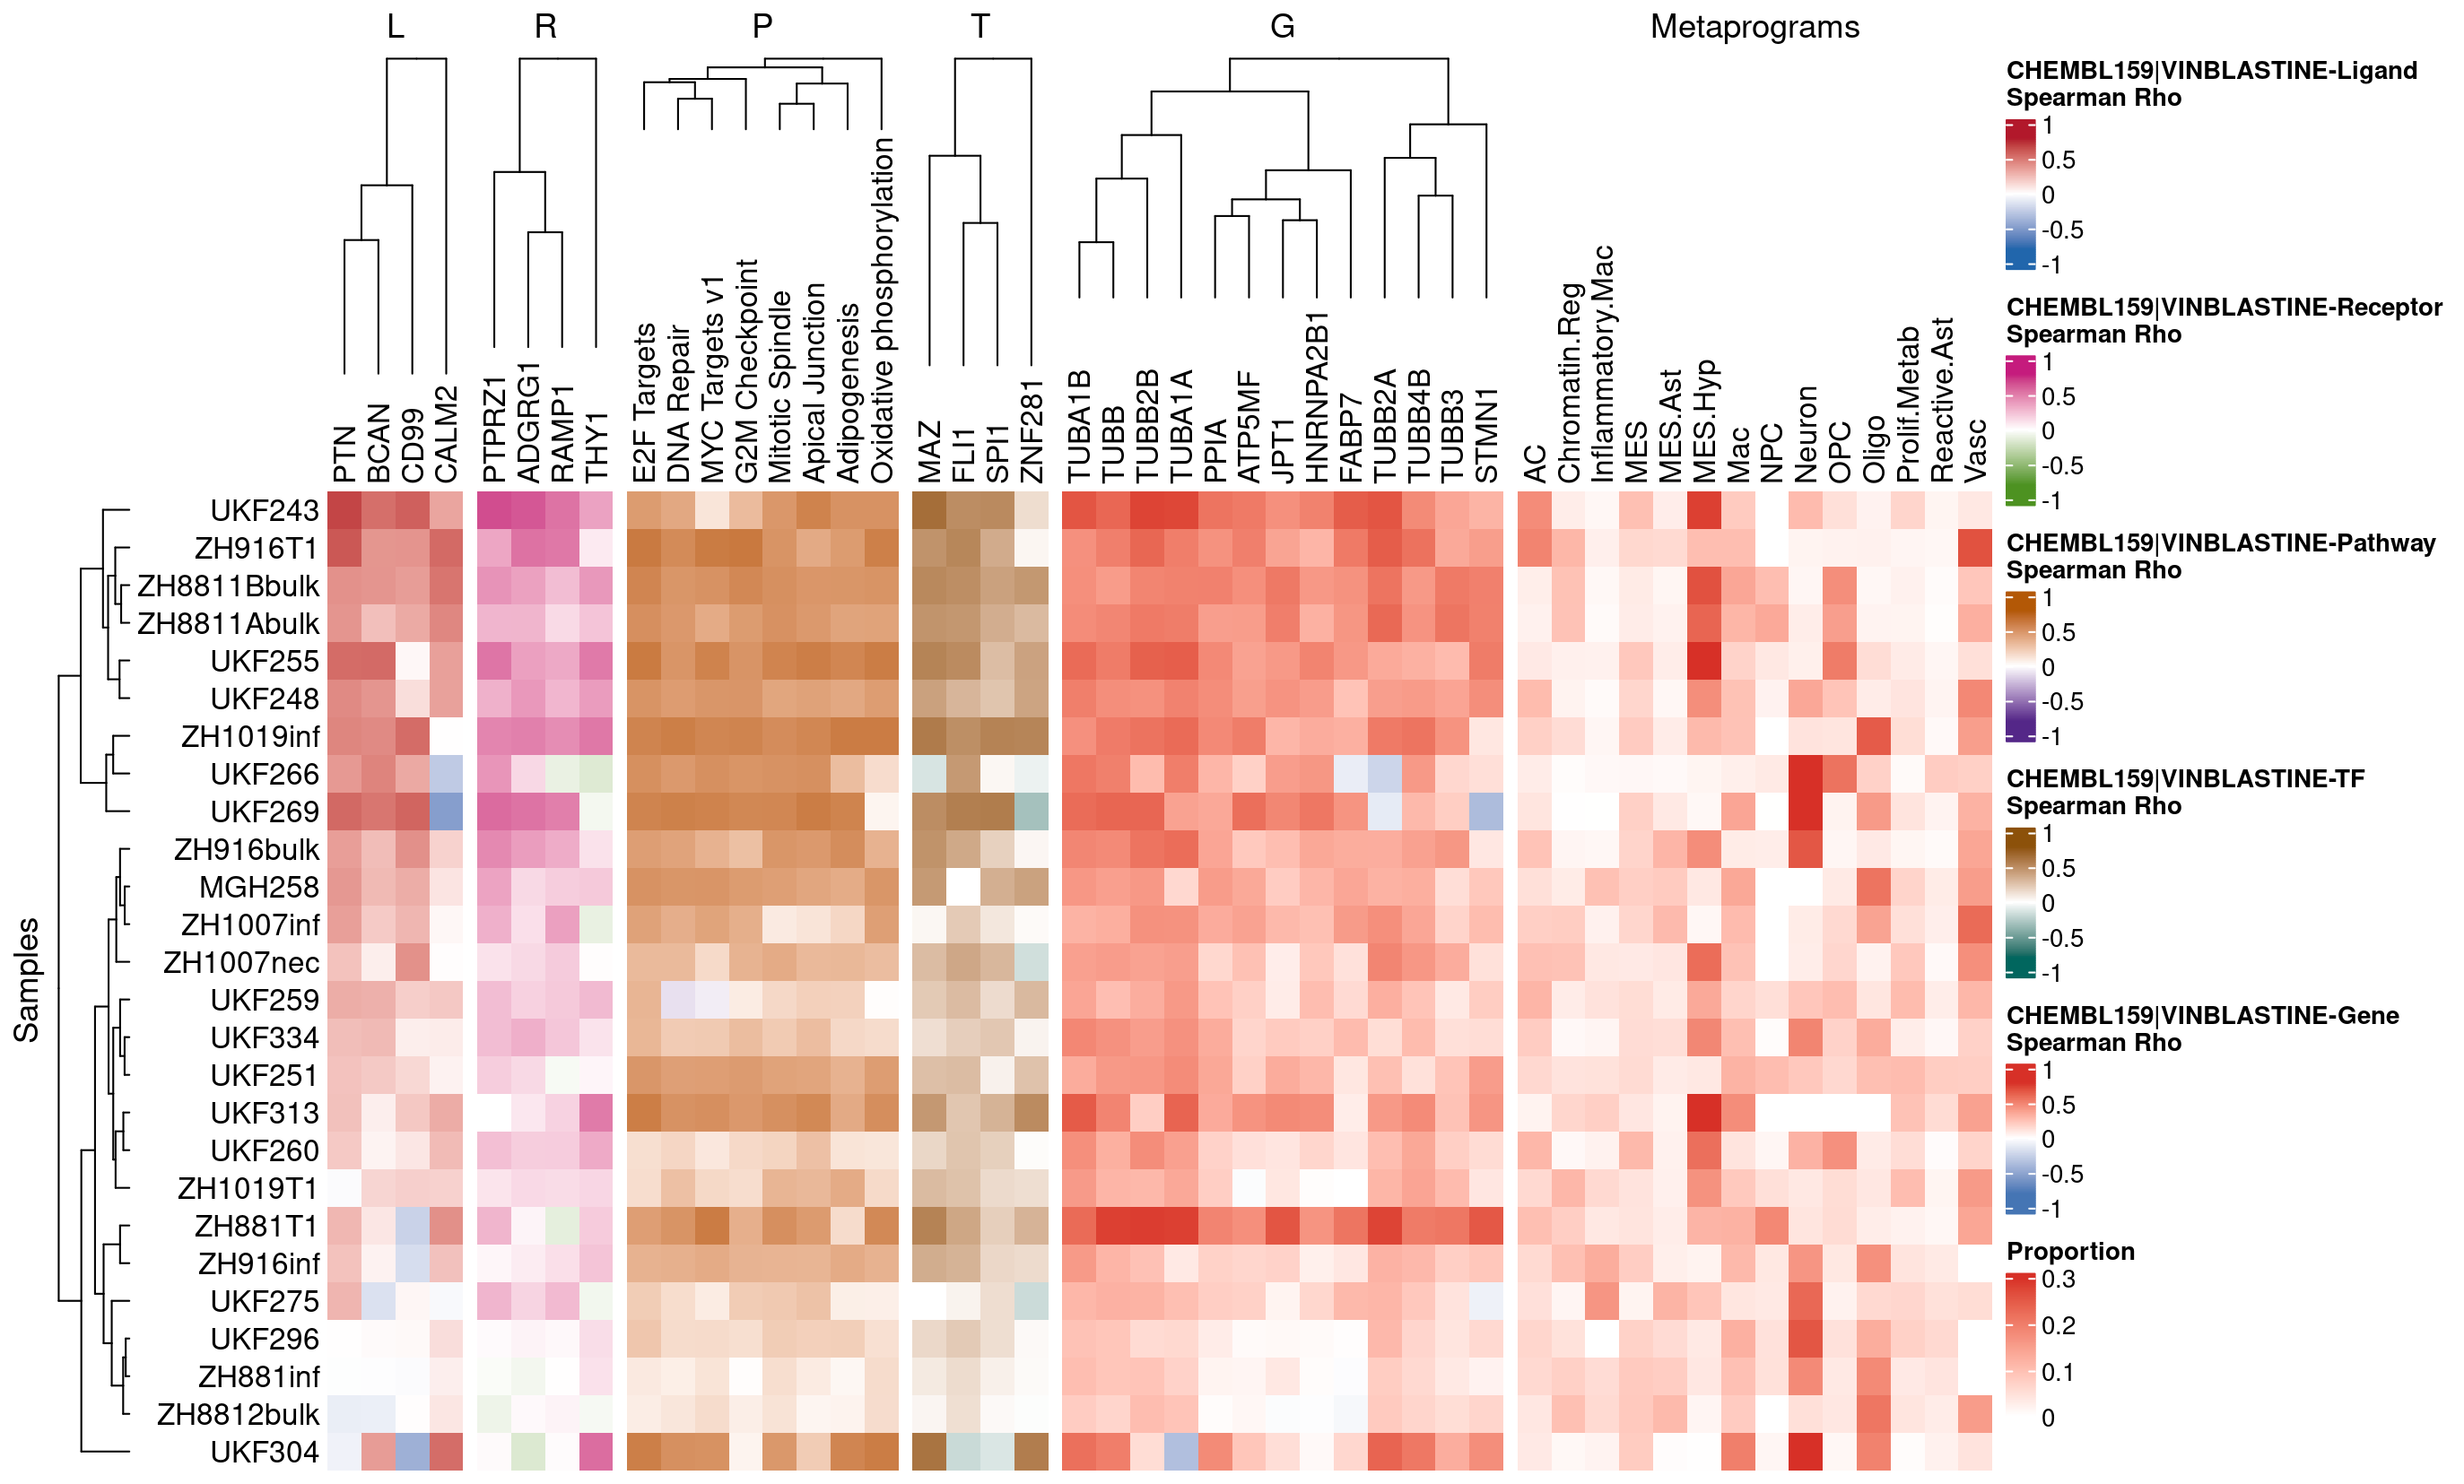 L R P T G Metaprograms
PTN BCAN CD99 CALM2
PTPRZ1 ADGRG1 RAMP1 THY1
E2F Targets
DNA Repair
MYC Targets v1
G2M Checkpoint
Mitotic Spindle
Apical Junction
Adipogenesis
Oxidative phosphorylation
MAZ FLI1 SPI1 ZNF281
TUBA1B TUBB TUBB2B TUBA1A PPIA ATP5MF JPT1 HNRNPA2B1 FABP7 TUBB2A TUBB4B TUBB3 STMN1
AC
Chromatin.Reg
Inflammatory.Mac
MES
MES.Ast
MES.Hyp
Mac
NPC
Neuron
OPC
Oligo
Prolif.Metab
Reactive.Ast
Vasc
Samples
UKF243
ZH916T1
ZH8811Bbulk
ZH8811Abulk
UKF255
UKF248
ZH1019inf
UKF266
UKF269
ZH916bulk
MGH258
ZH1007inf
ZH1007nec
UKF259
UKF334
UKF251
UKF313
UKF260
ZH1019T1
ZH881T1
ZH916inf
UKF275
UKF296
ZH881inf
ZH8812bulk
UKF304
CHEMBL159|VINBLASTINE-Ligand
Spearman Rho
1
0.5
0
-0.5
-1
CHEMBL159|VINBLASTINE-Receptor
Spearman Rho
1
0.5
0
-0.5
-1
CHEMBL159|VINBLASTINE-Pathway
Spearman Rho
1
0.5
0
-0.5
-1
CHEMBL159|VINBLASTINE-TF
Spearman Rho
1
0.5
0
-0.5
-1
CHEMBL159|VINBLASTINE-Gene
Spearman Rho
1
0.5
0
-0.5
-1
Proportion
0.3
0.2
0.1
0